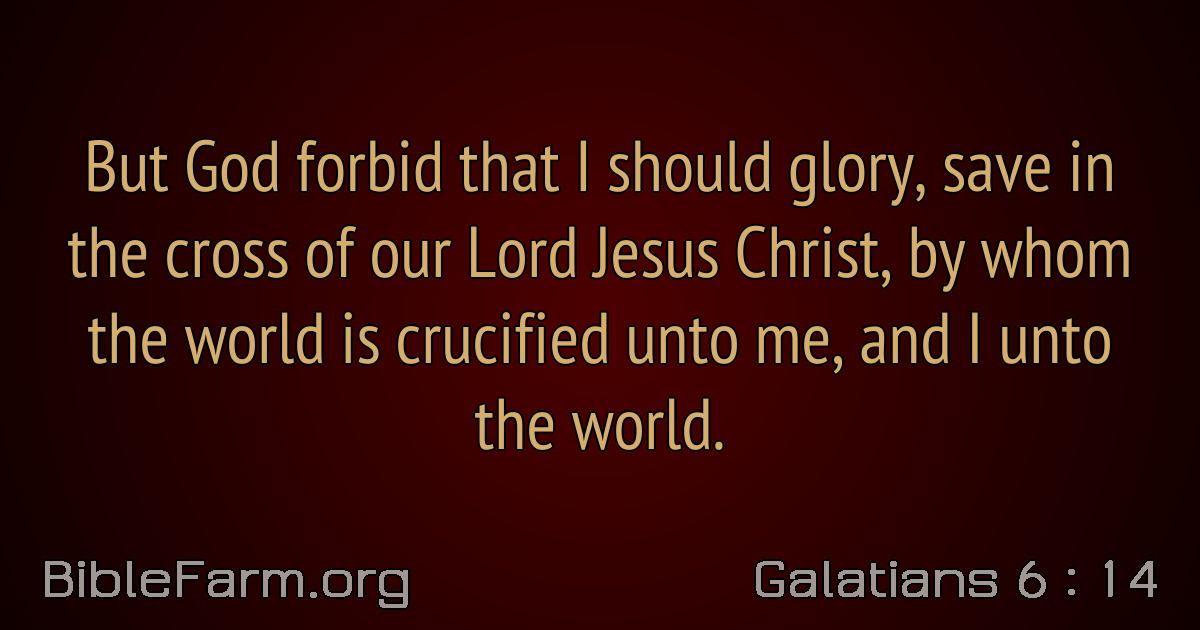 But God forbid that I should glory, save in
the cross of our Lord Jesus Christ, by whom
the world is crucified unto me, and I unto
the world.
BibleFarm.org
Galatians 6 : 14